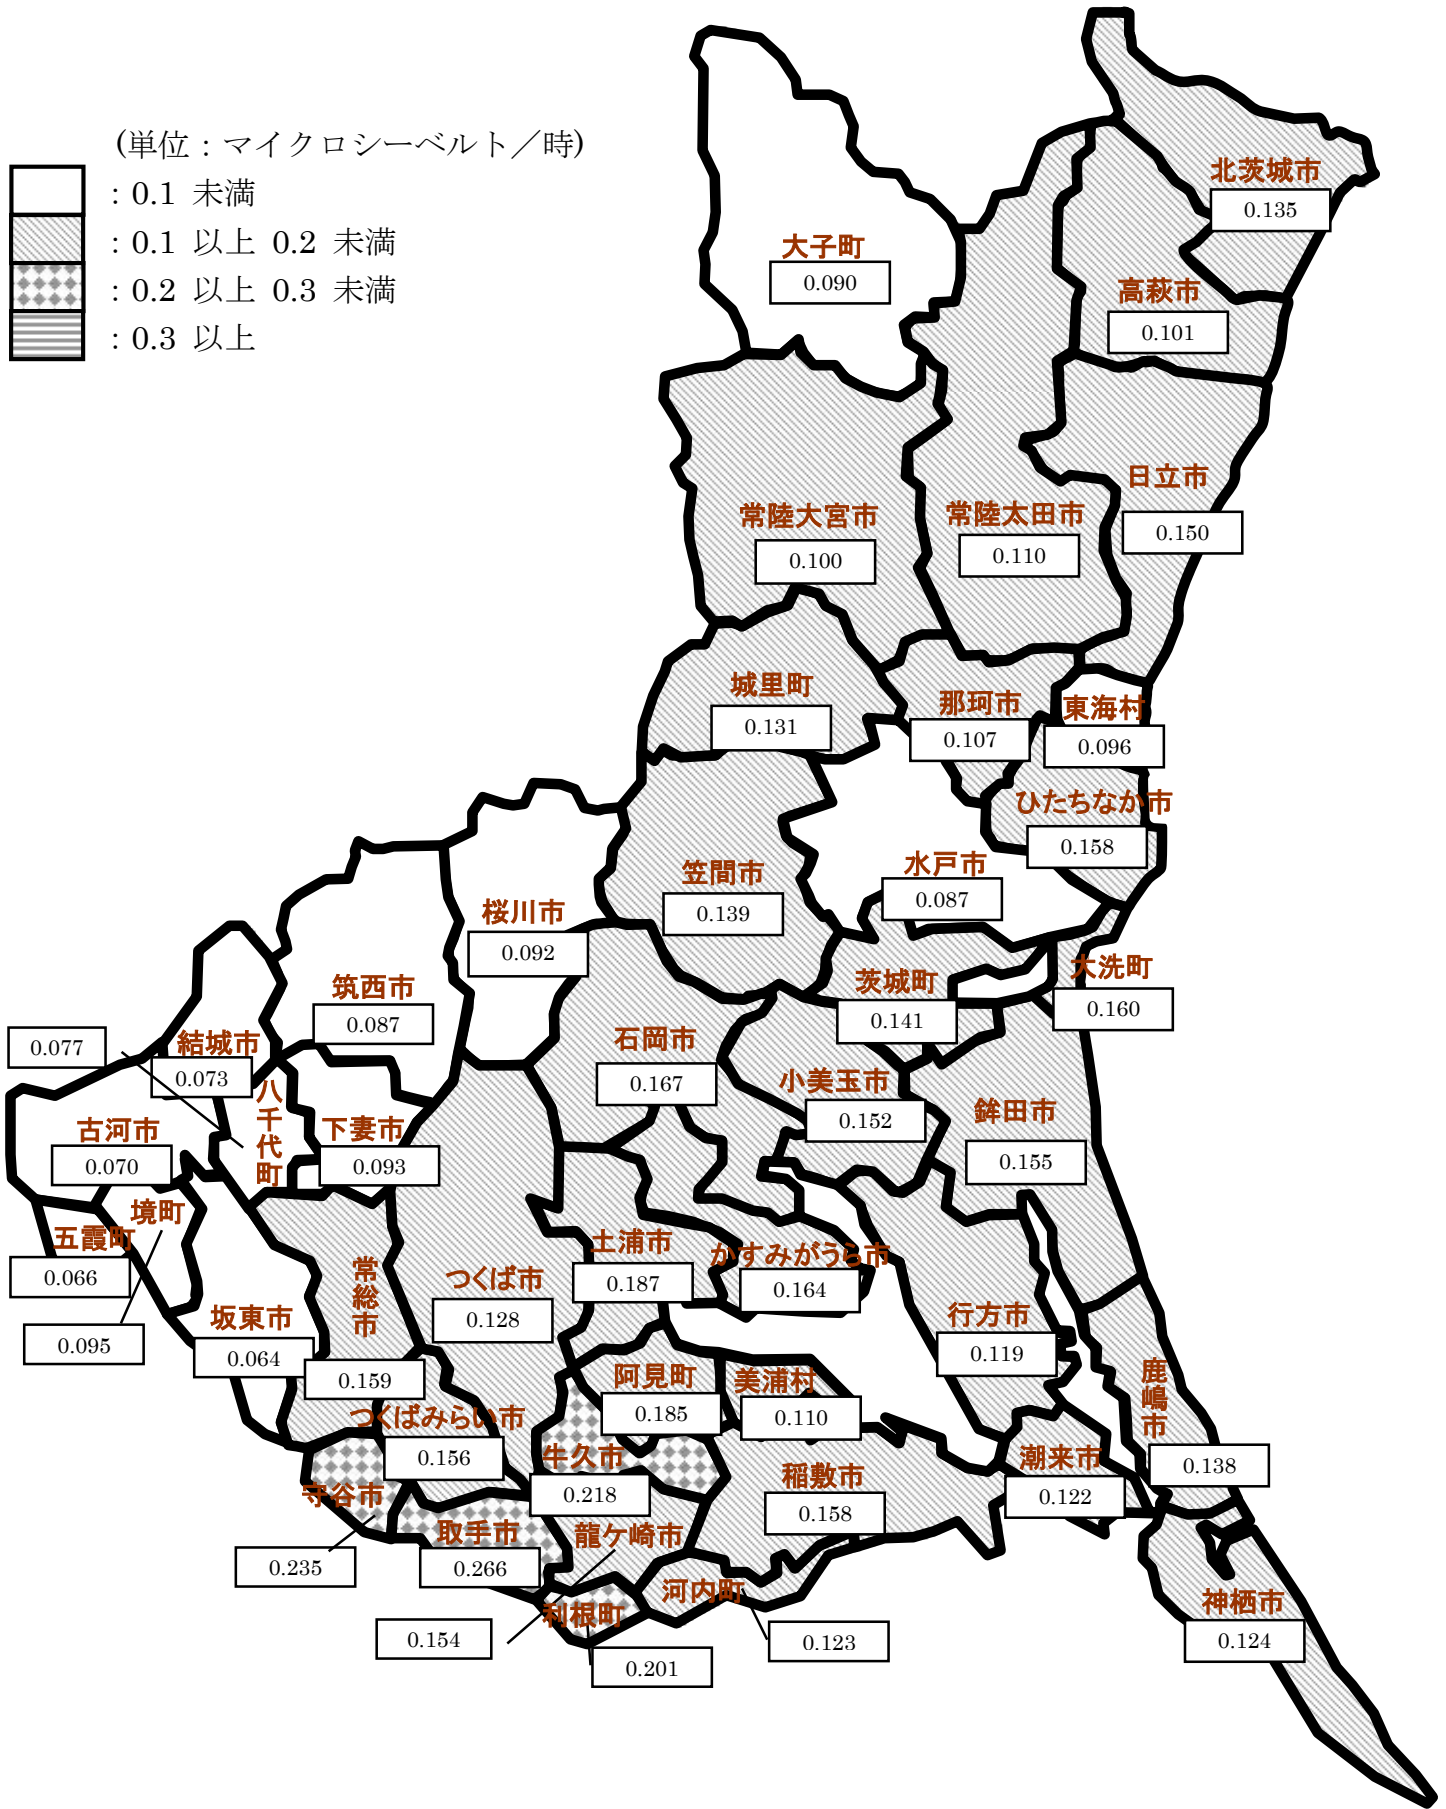 (単位：マイクロシーベルト／時)
：0.1 未満
：0.1 以上 0.2 未満
：0.2 以上 0.3 未満
：0.3 以上
北茨城市
0.135
大子町
0.090
高萩市
0.101
日立市
0.150
常陸大宮市
0.100
常陸太田市
0.110
城里町
0.131
那珂市
0.107
東海村
0.096
ひたちなか市
0.158
笠間市
0.139
水戸市
0.087
桜川市
0.092
筑西市
0.087
茨城町
0.141
大洗町
0.160
石岡市
0.167
小美玉市
0.152
鉾田市
0.155
結城市
0.073
0.077
八千代町
下妻市
0.093
古河市
0.070
境町
0.095
五霞町
0.066
坂東市
0.064
常総市
0.159
つくば市
0.128
土浦市
0.187
かすみがうら市
0.164
行方市
0.119
阿見町
0.185
美浦村
0.110
鹿嶋市
0.138
つくばみらい市
0.156
牛久市
0.218
稲敷市
0.158
潮来市
0.122
守谷市
0.235
取手市
0.266
龍ケ崎市
0.154
利根町
0.201
河内町
0.123
神栖市
0.124